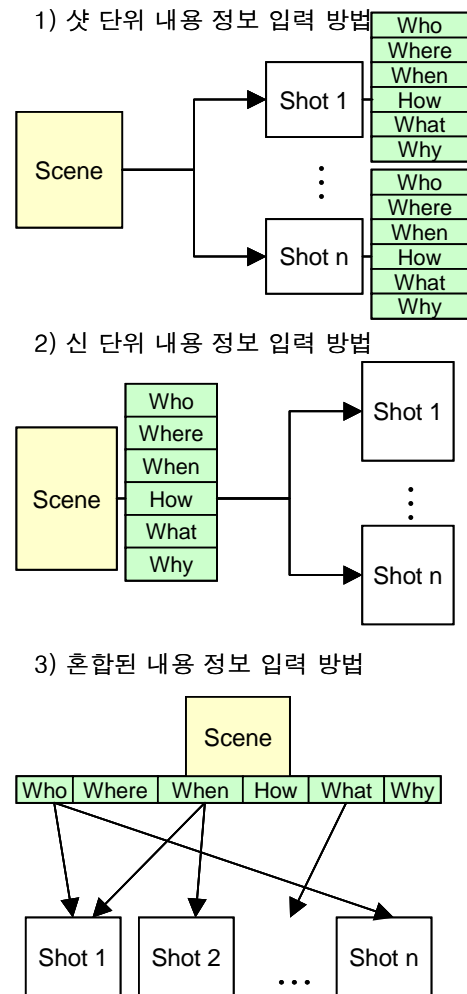 1) 샷 단위 내용 정보 입력 방법
Who
Where
When
How
What
Why
Scene
Shot 1
⋮
Who
Where
When
How
What
Why
Shot n
2) 신 단위 내용 정보 입력 방법
Who
Where
When
How
What
Why
Scene
Shot 1
⋮
Shot n
3) 혼합된 내용 정보 입력 방법
Scene
Who Where When How What Why
Shot 1 Shot 2 … Shot n